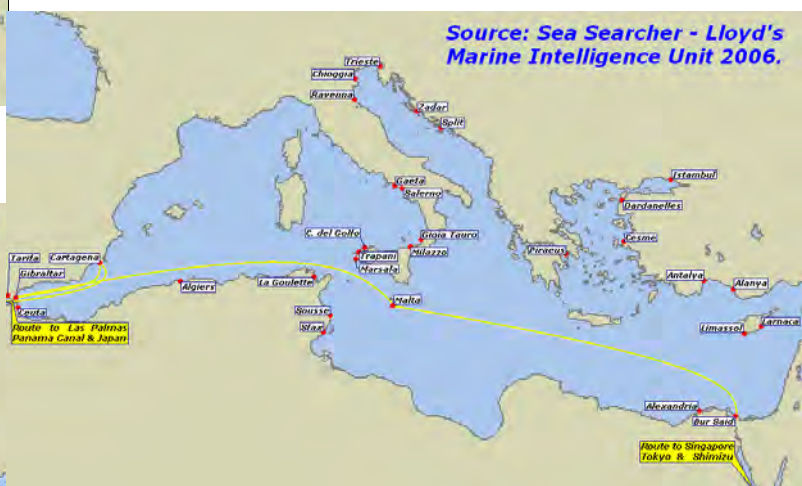 Source: Sea Searcher - Lloyd's
Marine Intelligence Unit 2006.
Trieste
Chioggia
Ravenna
Zadar
Split
Gaeta
Salerno
Istambul
Dardanelles
C. del Golfo
Gioia Tauro
Cesme
Tarifa
Cartagena
Trapani
Milazzo
Piraeus
Gibraltar
Marsala
Antalya
Algiers
La Goulette
Alanya
Malta
Ceuta
Sousse
Larnaca
Route to Las Palmas
Panama Canal & Japan
Sfax
Limassol
Alexandria
Bur Said
Route to Singapore
Tokyo & Shimizu